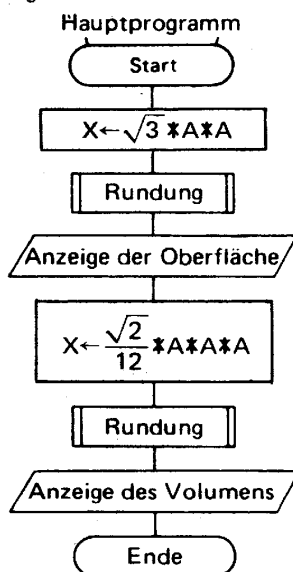 Hauptprogramm
Start
X←√3 *A*A
Rundung
Anzeige der Oberfläche
X←√2/12 *A*A*A
Rundung
Anzeige des Volumens
Ende